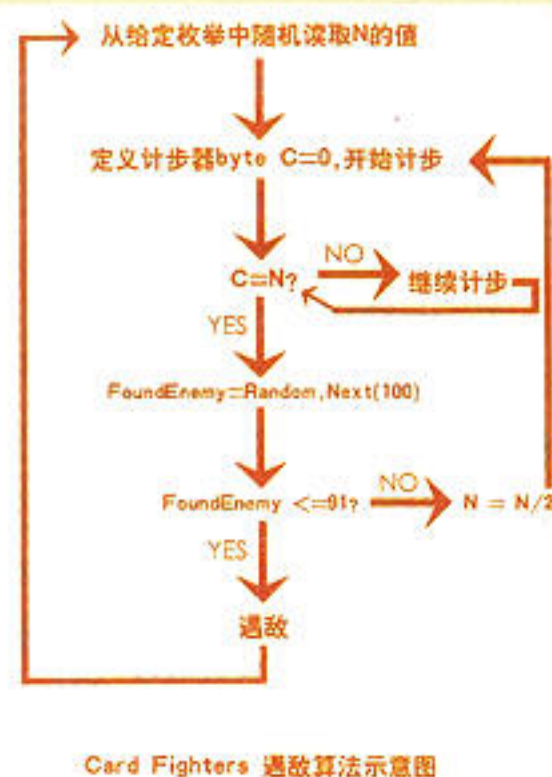 从给定枚举中随机读取N的值
定义计步器byte C=0,开始计步
C=N?
NO
继续计步
YES
FoundEnemy=Random,Next(100)
FoundEnemy <=91?
NO
N = N/2
YES
遇敌
Card Fighters 遇敌算法示意图